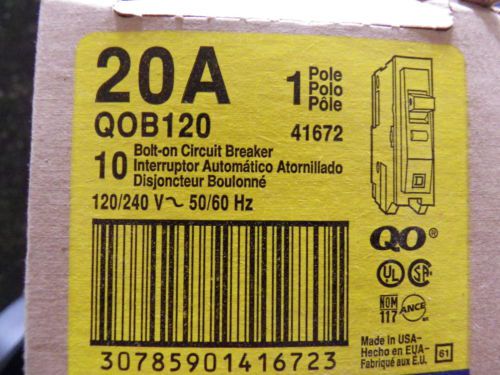 20A
1 Pole
Polo
Pôle
QOB120
41672
10 Bolt-on Circuit Breaker
Interruptor Automático Atornillado
Disjoncteur Boulonné
120/240 V~ 50/60 Hz
QO®
UL SA
NOM
117
ANCE
Made in USA-
Hecho en EUA-
Fabriqué aux É.U.
61
30785901416723